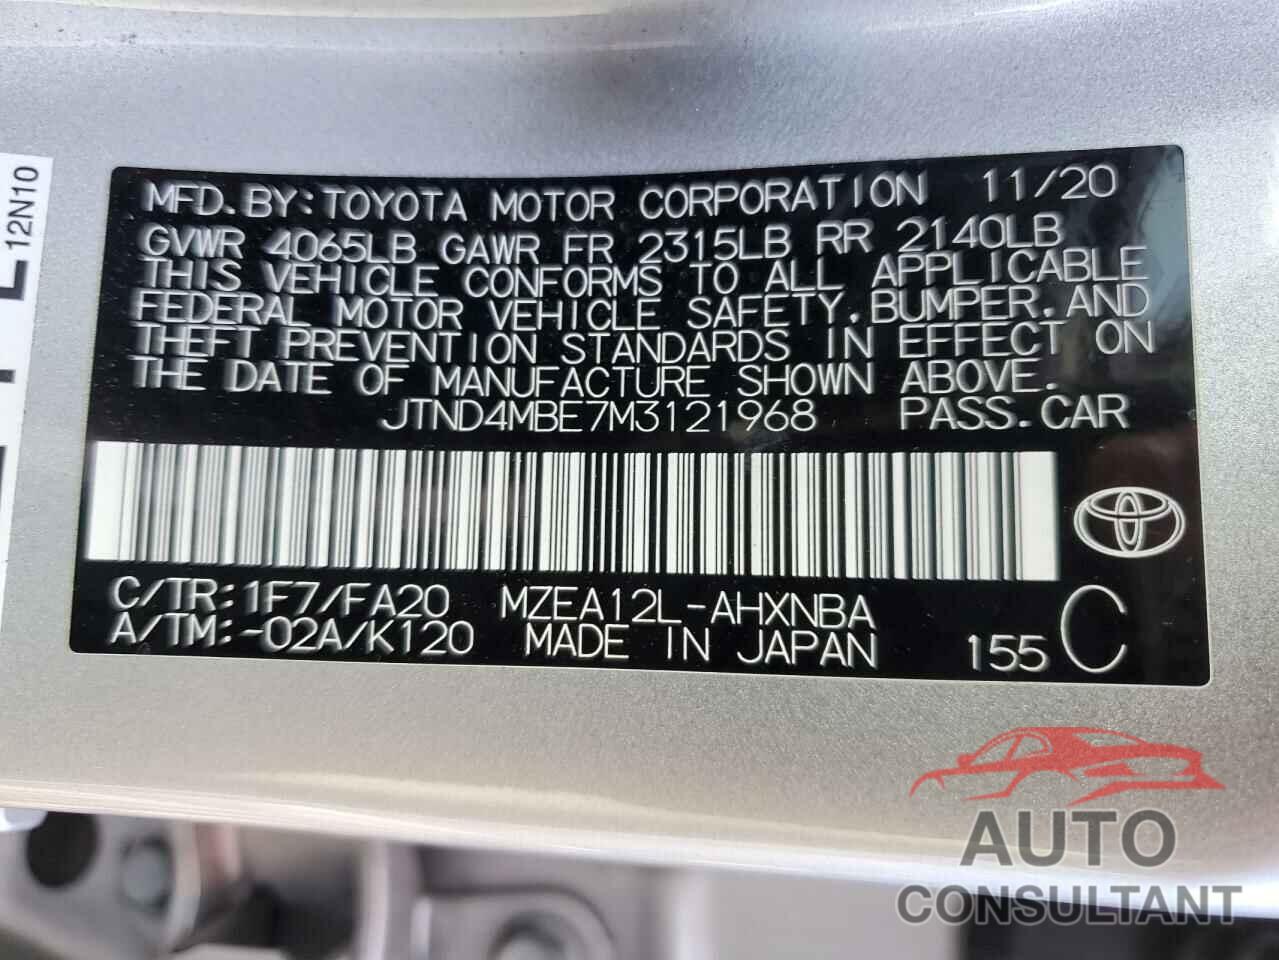 MFD.BY:TOYOTA MOTOR CORPORATION 11/20
GVWR 4065LB GAWR FR 2315LB RR 2140LB
THIS VEHICLE CONFORMS TO ALL APPLICABLE
FEDERAL MOTOR VEHICLE SAFETY,BUMPER,AND
THEFT PREVENTION STANDARDS IN EFFECT ON
THE DATE OF MANUFACTURE SHOWN ABOVE.
JTND4MBE7M3121968 PASS.CAR
C/TR:1F7/FA20 MZEA12L-AHXNBA
A/TM:-02A/K120 MADE IN JAPAN 155 C
12N10
AUTO
CONSULTANT